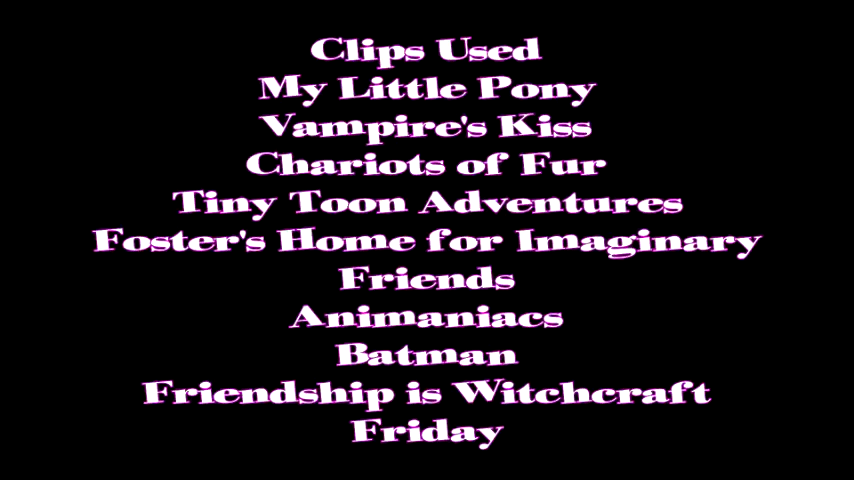 Clips Used
My Little Pony
Vampire's Kiss
Chariots of Fur
Tiny Toon Adventures
Foster's Home for Imaginary
Friends
Animaniacs
Batman
Friendship is Witchcraft
Friday